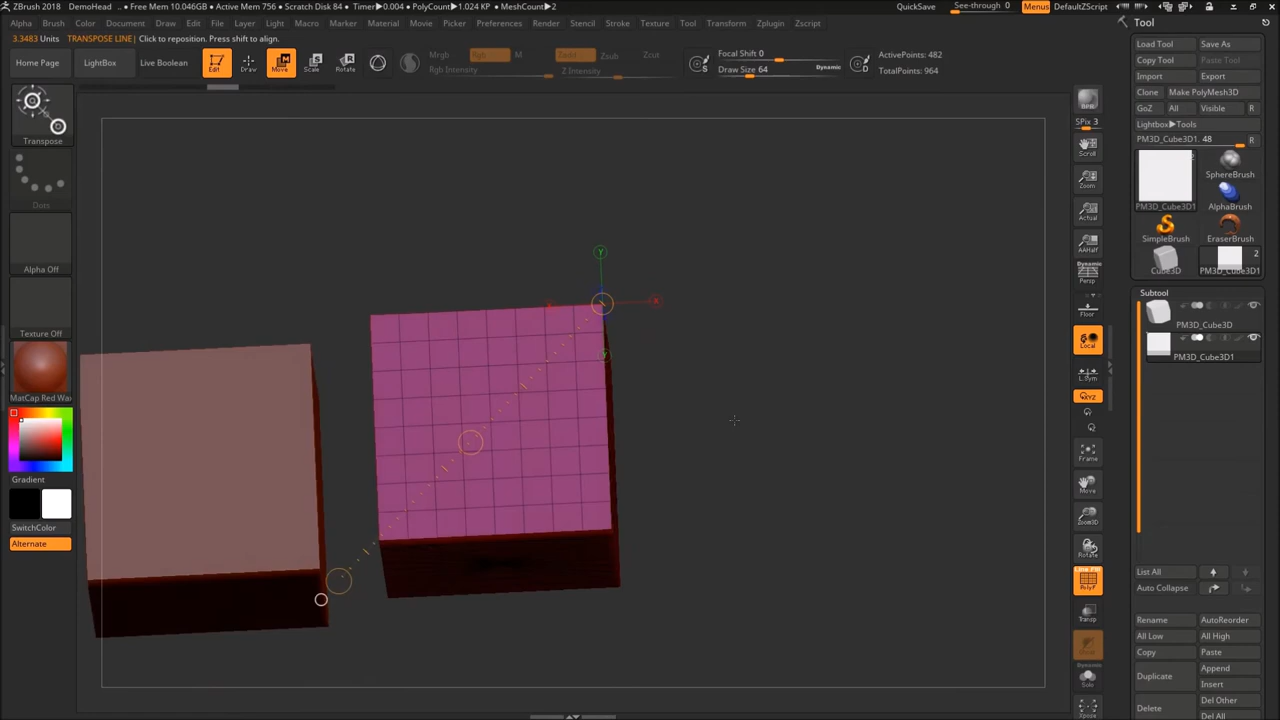 ZBrush 2018 DemoHead .. • Free Mem 10.046GB • Active Mem 756 • Scratch Disk 84 • Timer▶0.004 • PolyCount▶1.024 KP • MeshCount▶2
QuickSave
See-through 0
Menus
DefaultZScript
Alpha Brush Color Document Draw Edit File Layer Light Macro Marker Material Movie Picker Preferences Render Stencil Stroke Texture Tool Transform Zplugin Zscript
3.3483 Units TRANSPOSE LINE| Click to reposition. Press shift to align.
Home Page
LightBox
Live Boolean
Edit
Draw
Move
Scale
Rotate
Mrgb Rgb M
Rgb Intensity
Zadd Zsub Zcut
Z Intensity
Focal Shift 0
Draw Size 64
Dynamic
S
D
ActivePoints: 482
TotalPoints: 964
Transpose
Dots
Alpha Off
Texture Off
MatCap Red Wax
Gradient
SwitchColor
Alternate
Y
X
BPR
SPix 3
Scroll
Zoom
Actual
AAHalf
Dynamic
Persp
Floor
Local
L.Sym
XYZ
Frame
Move
Zoom3D
Rotate
Line Fill
PolyF
Transp
Dynamic
Solo
Xpose
Tool
Load Tool Save As
Copy Tool Paste Tool
Import Export
Clone Make PolyMesh3D
GoZ All Visible R
Lightbox▶Tools
PM3D_Cube3D1. 48 R
PM3D_Cube3D1
SphereBrush
AlphaBrush
SimpleBrush
EraserBrush
2
Cube3D
PM3D_Cube3D1
Subtool
PM3D_Cube3D
PM3D_Cube3D1
List All
Auto Collapse
Rename AutoReorder
All Low All High
Copy Paste
Duplicate Append
Insert
Delete Del Other
Del All